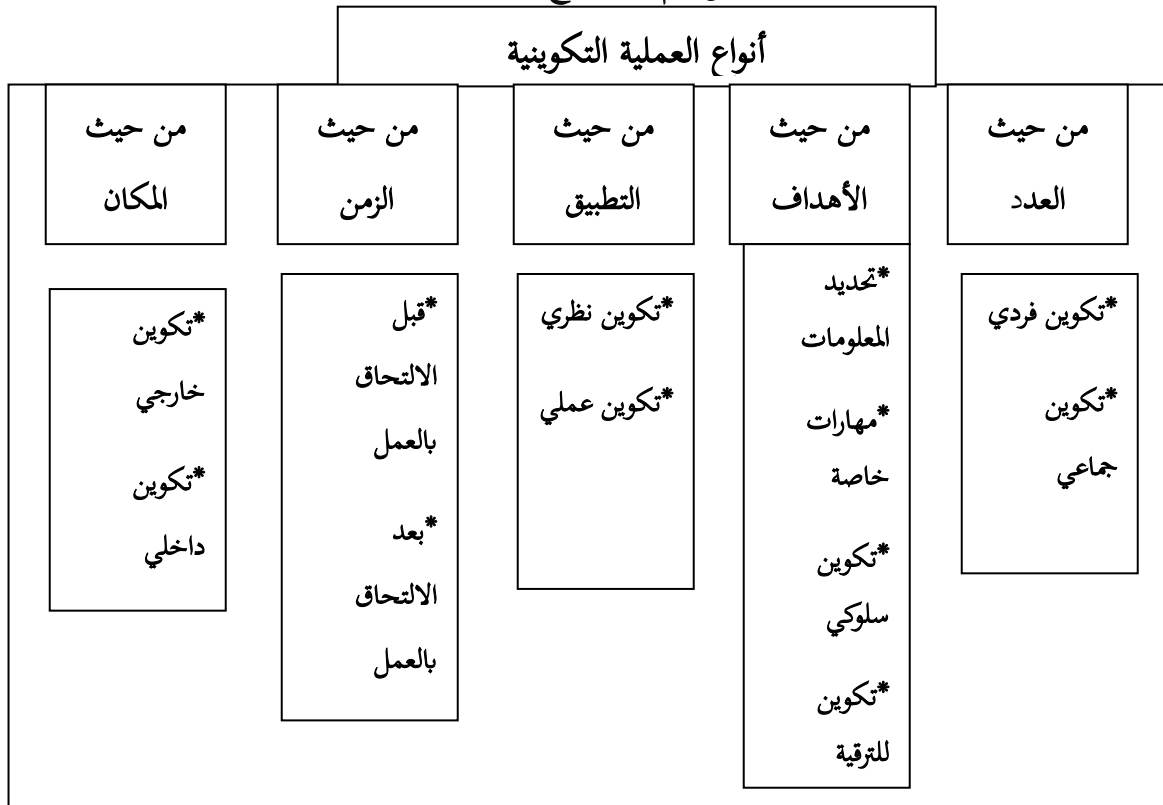 أنواع العملية التكوينية
من حيث
العدد
*تكوين فردي
*تكوين
جماعي
من حيث
الأهداف
*تحديد
المعلومات
*مهارات
خاصة
*تكوين
سلوكي
*تكوين
للترقية
من حيث
التطبيق
*تكوين نظري
*تكوين عملي
من حيث
الزمن
*قبل
الالتحاق
بالعمل
*بعد
الالتحاق
بالعمل
من حيث
المكان
*تكوين
خارجي
*تكوين
داخلي